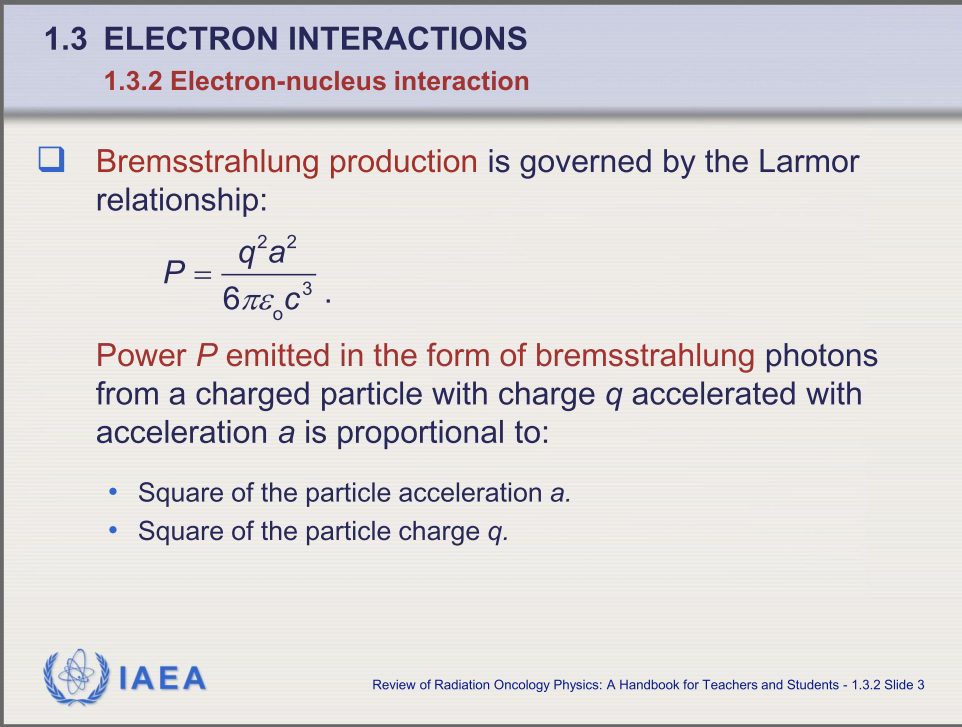 1.3 ELECTRON INTERACTIONS
1.3.2 Electron-nucleus interaction
Bremsstrahlung production is governed by the Larmor
relationship:
P = q²a² / 6πεₒc³ .
Power P emitted in the form of bremsstrahlung photons
from a charged particle with charge q accelerated with
acceleration a is proportional to:
• Square of the particle acceleration a.
• Square of the particle charge q.
IAEA
Review of Radiation Oncology Physics: A Handbook for Teachers and Students - 1.3.2 Slide 3